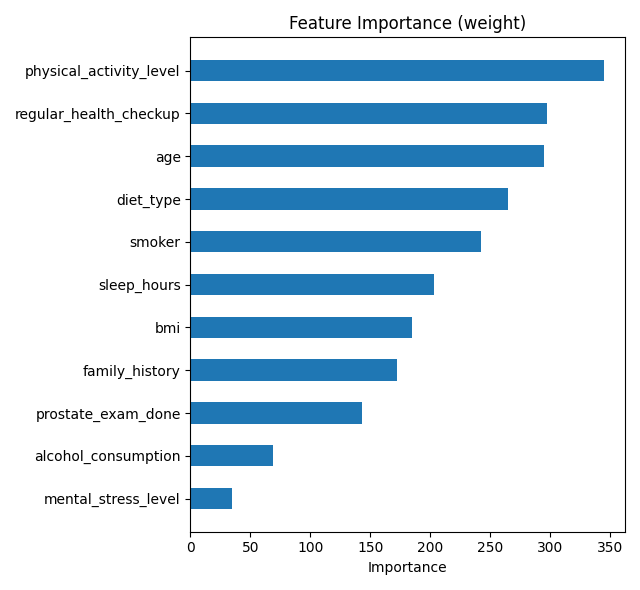 Feature Importance (weight)
physical_activity_level
regular_health_checkup
age
diet_type
smoker
sleep_hours
bmi
family_history
prostate_exam_done
alcohol_consumption
mental_stress_level
0 50 100 150 200 250 300 350
Importance